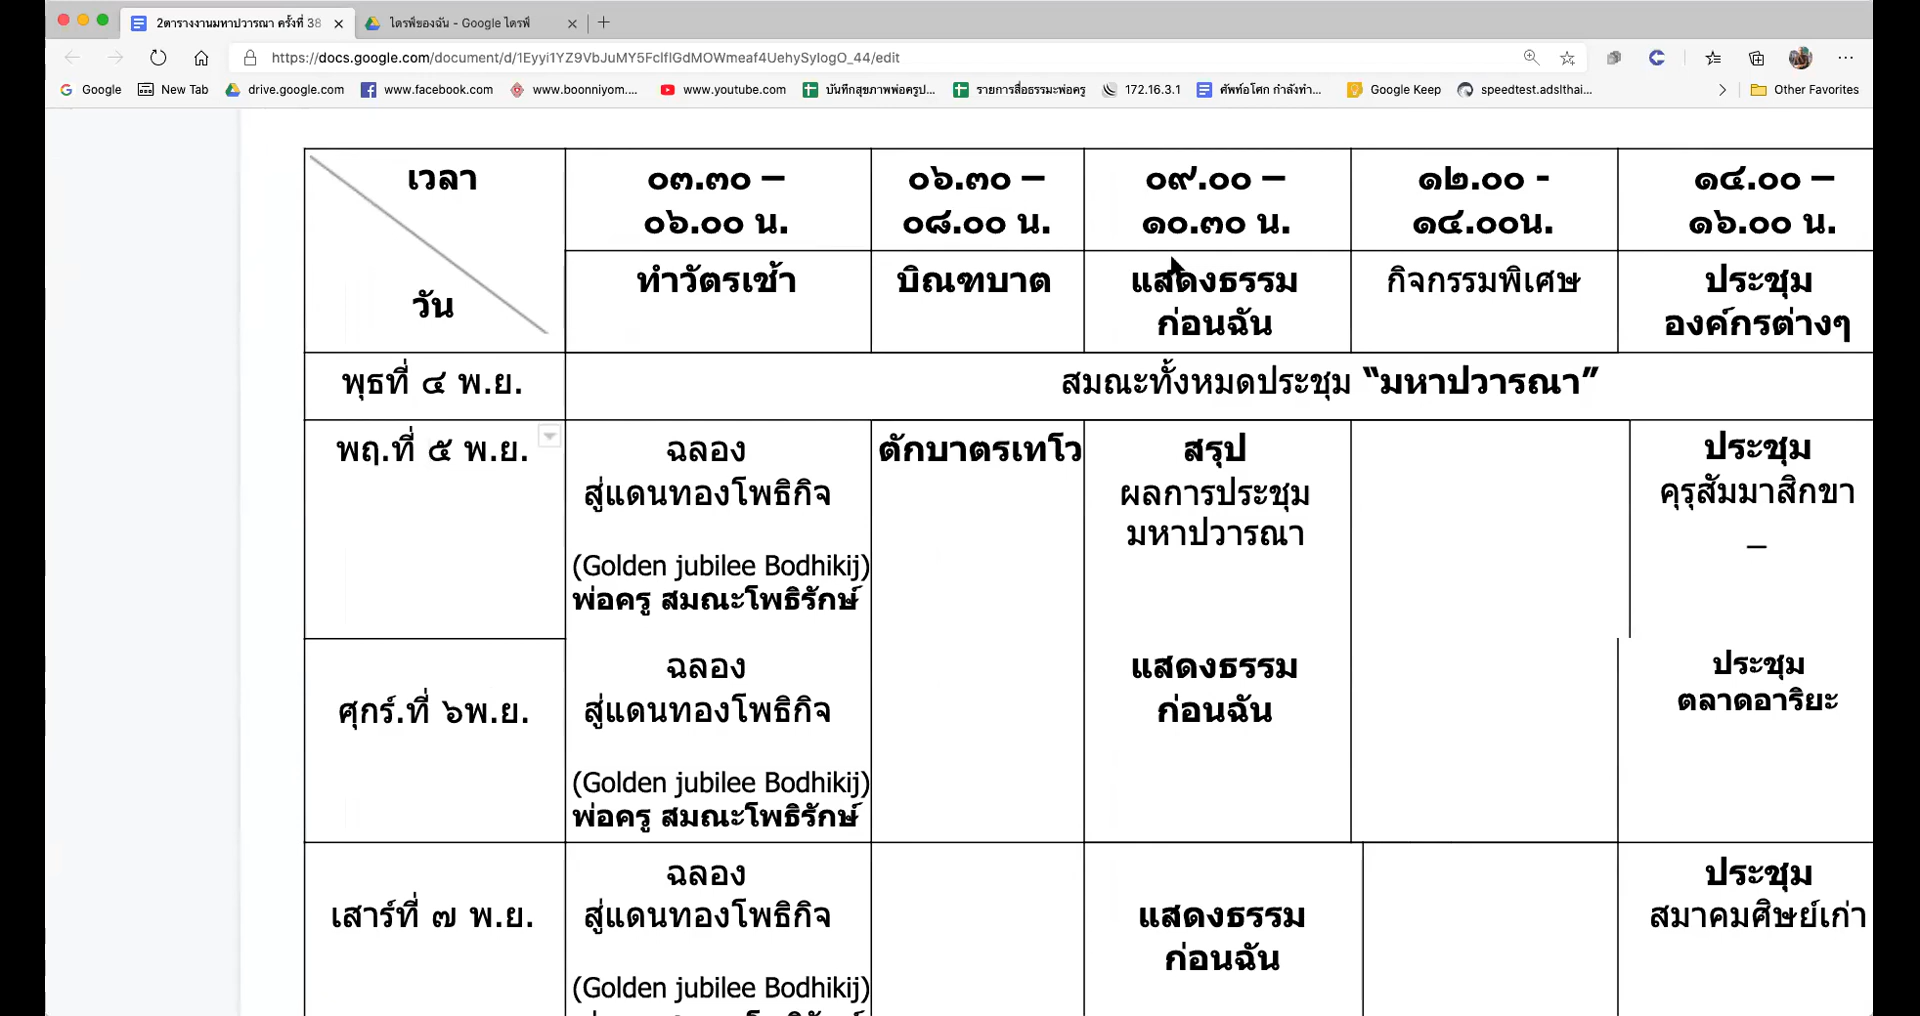 2ตารางงานมหาปวารณา ครั้งที่ 38
ไดรฟ์ของฉัน - Google ไดรฟ์
https://docs.google.com/document/d/1Eyyi1YZ9VbJuMY5FclflGdMOWmeaf4UehySylogO_44/edit
Google
New Tab
drive.google.com
www.facebook.com
www.boonniyom....
www.youtube.com
บันทึกสุขภาพพ่อครูป...
รายการสื่อธรรมะพ่อครู
172.16.3.1
ศัพท์อโศก กำลังทำ...
Google Keep
speedtest.adslthai...
Other Favorites
เวลา
วัน
๐๓.๓๐ –
๐๖.๐๐ น.
๐๖.๓๐ –
๐๘.๐๐ น.
๐๙.๐๐ –
๑๐.๓๐ น.
๑๒.๐๐ -
๑๔.๐๐น.
๑๔.๐๐ –
๑๖.๐๐ น.
ทำวัตรเช้า
บิณฑบาต
แสดงธรรม
ก่อนฉัน
กิจกรรมพิเศษ
ประชุม
องค์กรต่างๆ
พุธที่ ๔ พ.ย.
สมณะทั้งหมดประชุม “มหาปวารณา”
พฤ.ที่ ๕ พ.ย.
ฉลอง
สู่แดนทองโพธิกิจ
(Golden jubilee Bodhikij)
พ่อครู สมณะโพธิรักษ์
ตักบาตรเทโว
สรุป
ผลการประชุม
มหาปวารณา
ประชุม
คุรุสัมมาสิกขา
–
ศุกร์.ที่ ๖พ.ย.
ฉลอง
สู่แดนทองโพธิกิจ
(Golden jubilee Bodhikij)
พ่อครู สมณะโพธิรักษ์
แสดงธรรม
ก่อนฉัน
ประชุม
ตลาดอาริยะ
เสาร์ที่ ๗ พ.ย.
ฉลอง
สู่แดนทองโพธิกิจ
(Golden jubilee Bodhikij)
แสดงธรรม
ก่อนฉัน
ประชุม
สมาคมศิษย์เก่า